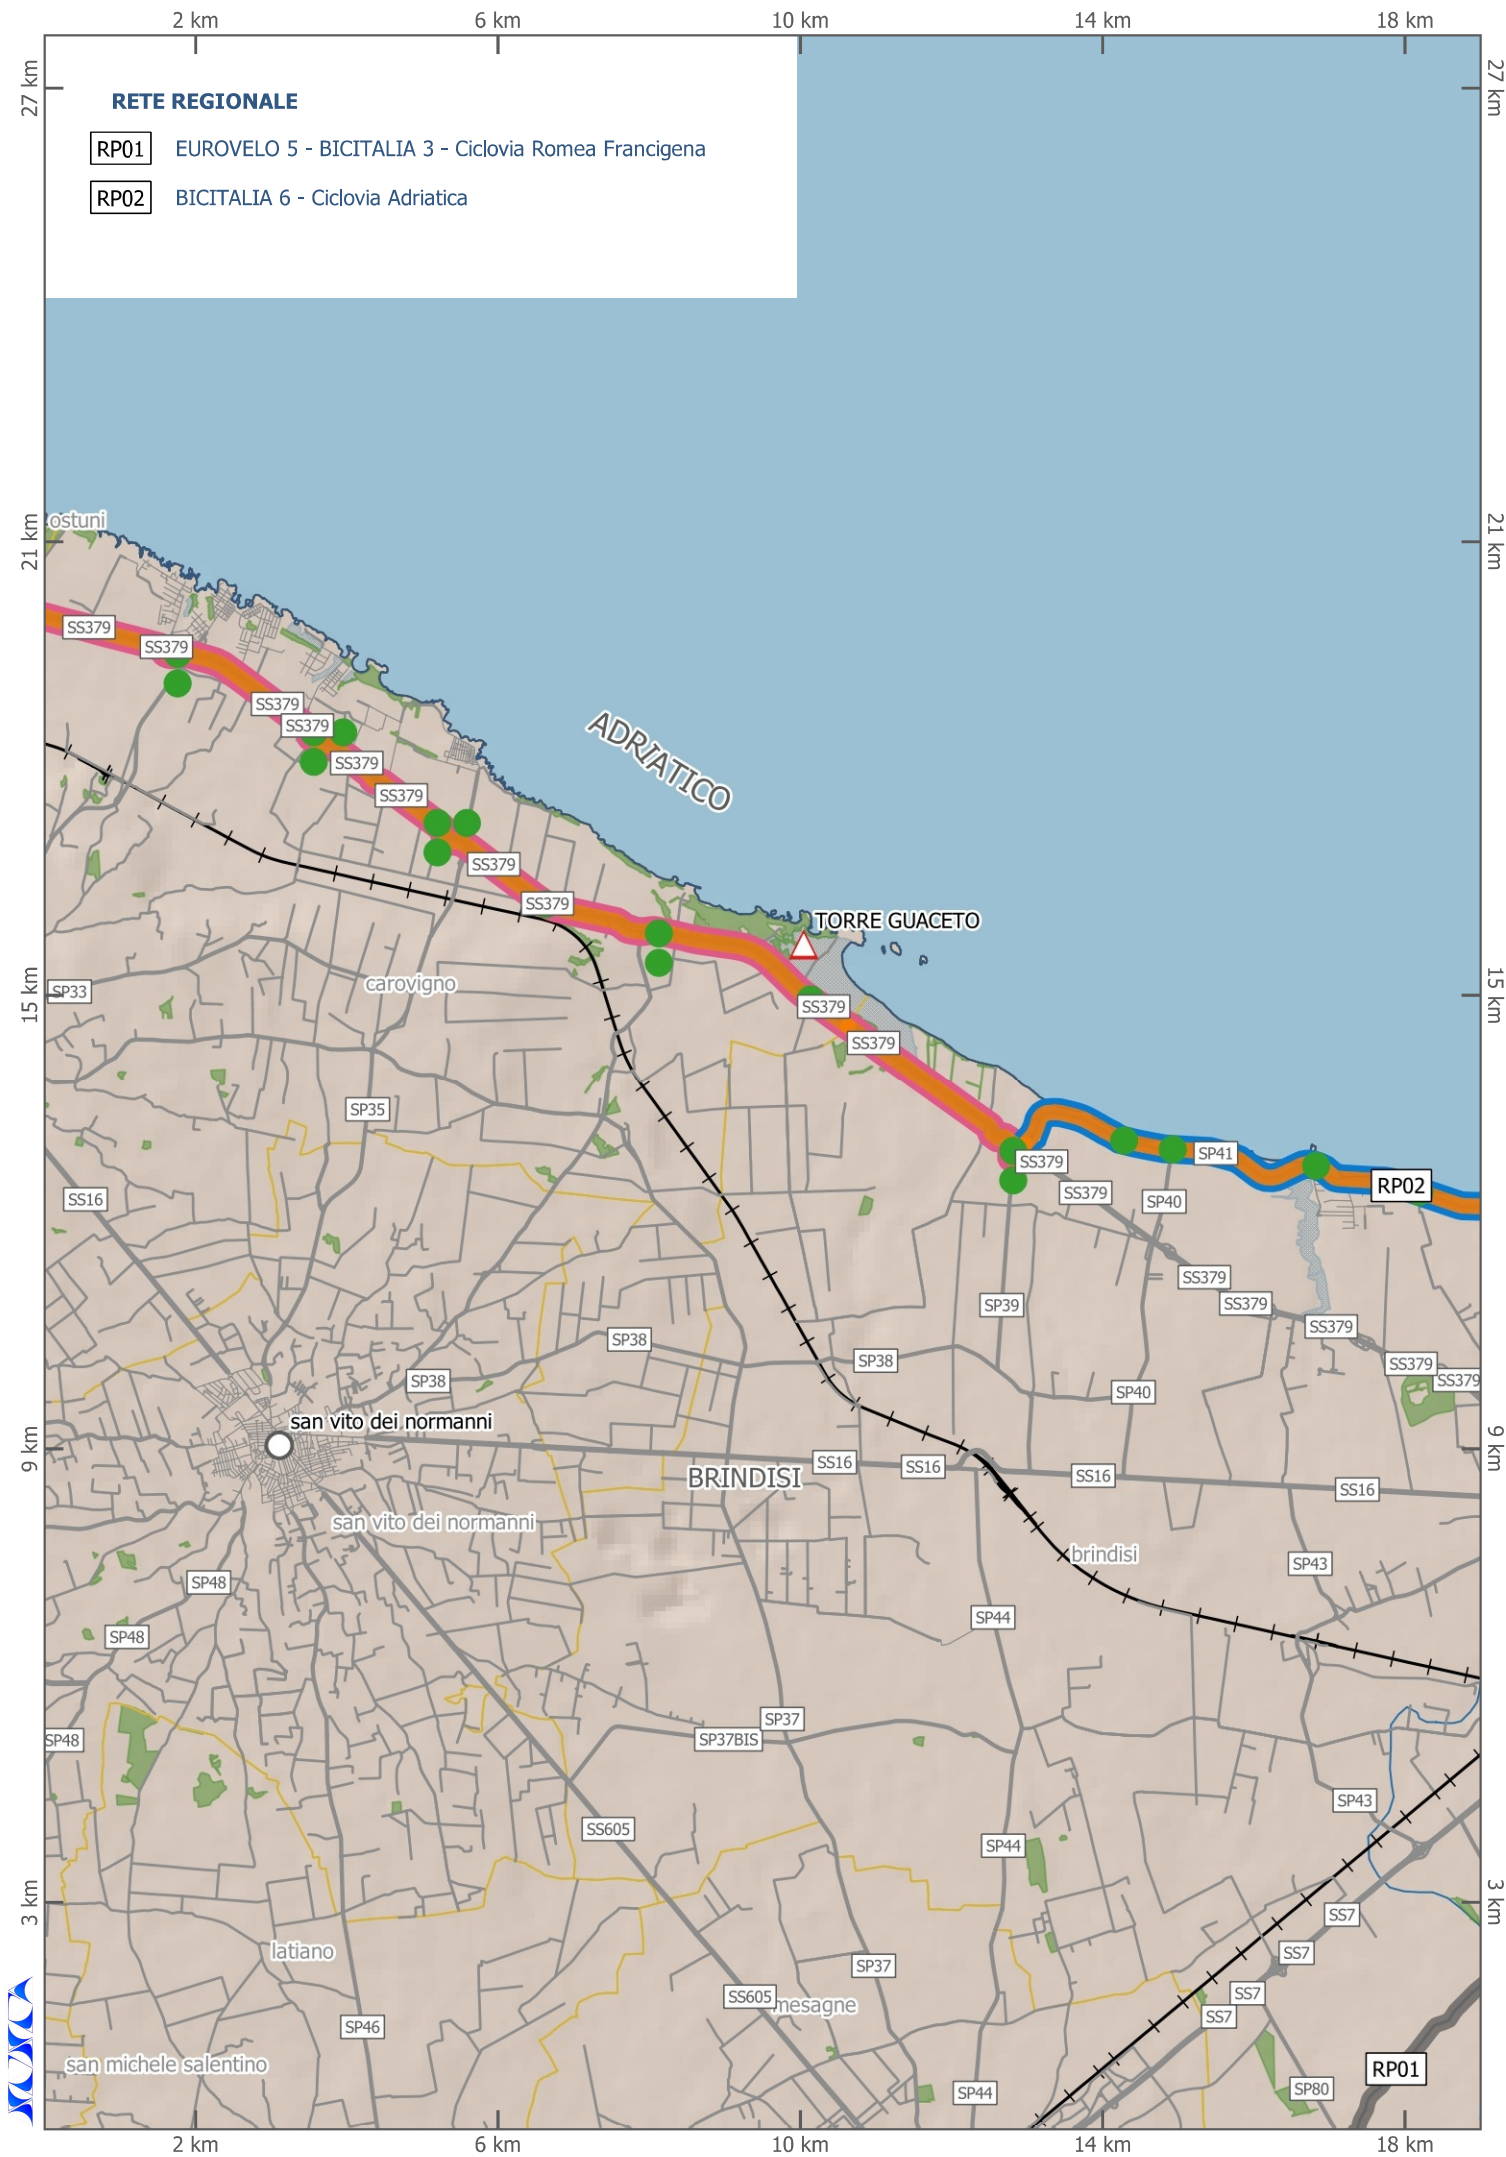 2 km
6 km
10 km
14 km
18 km
27 km
27 km
RETE REGIONALE
RP01 EUROVELO 5 - BICITALIA 3 - Ciclovia Romea Francigena
RP02 BICITALIA 6 - Ciclovia Adriatica
ostuni
21 km
21 km
SS379
SS379
SS379
SS379
SS379
SS379
ADRIATICO
SS379
SS379
TORRE GUACETO
carovigno
SP33
15 km
15 km
SS379
SS379
SP35
SP41
SS379
RP02
SS379
SS16
SP40
SS379
SP39
SS379
SS379
SP38
SP38
SS379
SP38
SS379
SP40
san vito dei normanni
9 km
9 km
SS16
SS16
BRINDISI
SS16
SS16
san vito dei normanni
brindisi
SP43
SP48
SP44
SP48
SP37
SP48
SP37BIS
SP43
SS605
SP44
3 km
3 km
SS7
latiano
SS7
SP37
SS7
SS605
mesagne
SS7
SP46
san michele salentino
RP01
SP44
SP80
2 km
6 km
10 km
14 km
18 km